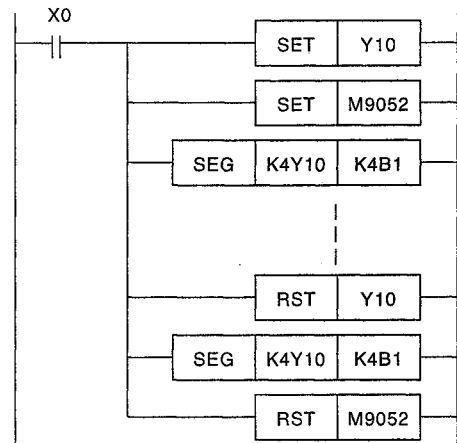 X0
SET Y10
SET M9052
SEG K4Y10 K4B1
RST Y10
SEG K4Y10 K4B1
RST M9052